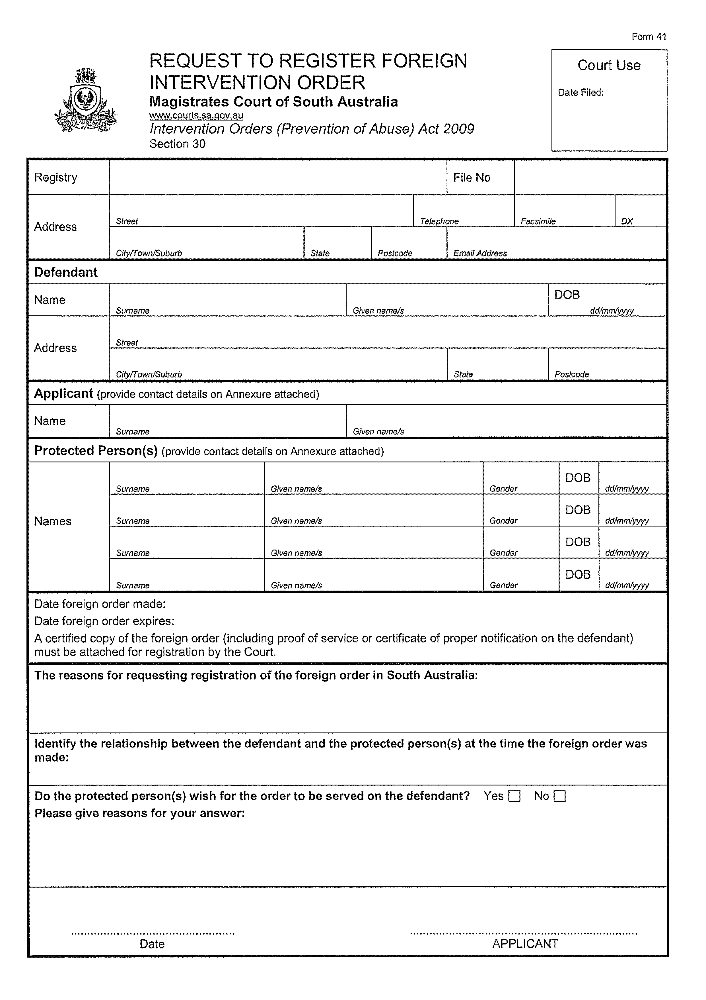 Form 41
REQUEST TO REGISTER FOREIGN
INTERVENTION ORDER
Magistrates Court of South Australia
www.courts.sa.gov.au
Intervention Orders (Prevention of Abuse) Act 2009
Section 30
Court Use
Date Filed:
Registry
File No
Address
Street
Telephone
Facsimile
DX
City/Town/Suburb
State
Postcode
Email Address
Defendant
Name
Surname
Given name/s
DOB
dd/mm/yyyy
Address
Street
City/Town/Suburb
State
Postcode
Applicant (provide contact details on Annexure attached)
Name
Surname
Given name/s
Protected Person(s) (provide contact details on Annexure attached)
Names
Surname
Given name/s
Gender
DOB
dd/mm/yyyy
Surname
Given name/s
Gender
DOB
dd/mm/yyyy
Surname
Given name/s
Gender
DOB
dd/mm/yyyy
Surname
Given name/s
Gender
DOB
dd/mm/yyyy
Date foreign order made:
Date foreign order expires:
A certified copy of the foreign order (including proof of service or certificate of proper notification on the defendant)
must be attached for registration by the Court.
The reasons for requesting registration of the foreign order in South Australia:
Identify the relationship between the defendant and the protected person(s) at the time the foreign order was
made:
Do the protected person(s) wish for the order to be served on the defendant? Yes No
Please give reasons for your answer:
Date
APPLICANT